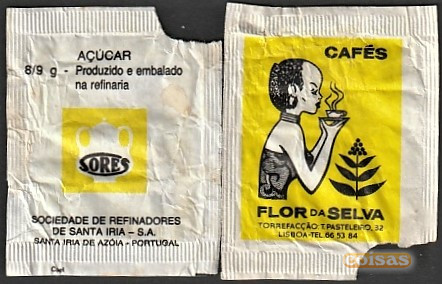 AÇÚCAR
8/9 g - Produzido e embalado
na refinaria
SORES
SOCIEDADE DE REFINADORES
DE SANTA IRIA - S.A.
SANTA IRIA DE AZÓIA - PORTUGAL
CAFÉS
FLOR DA SELVA
TORREFACÇÃO: T. PASTELEIRO, 32
LISBOA - TEL. 66 53 84
coisas